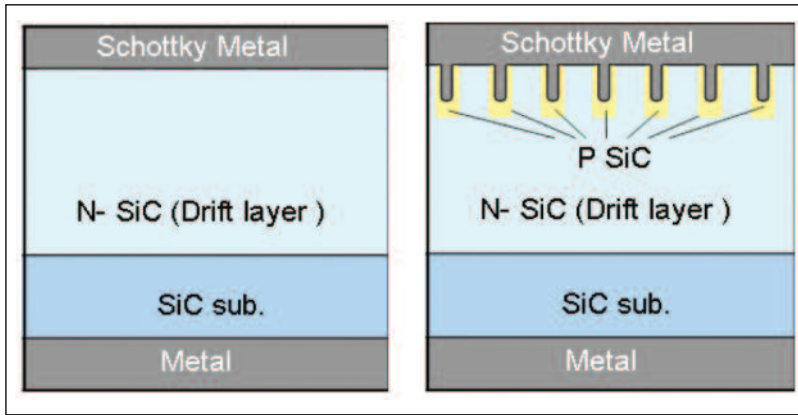 Schottky Metal
N- SiC (Drift layer )
SiC sub.
Metal
Schottky Metal
P SiC
N- SiC (Drift layer )
SiC sub.
Metal